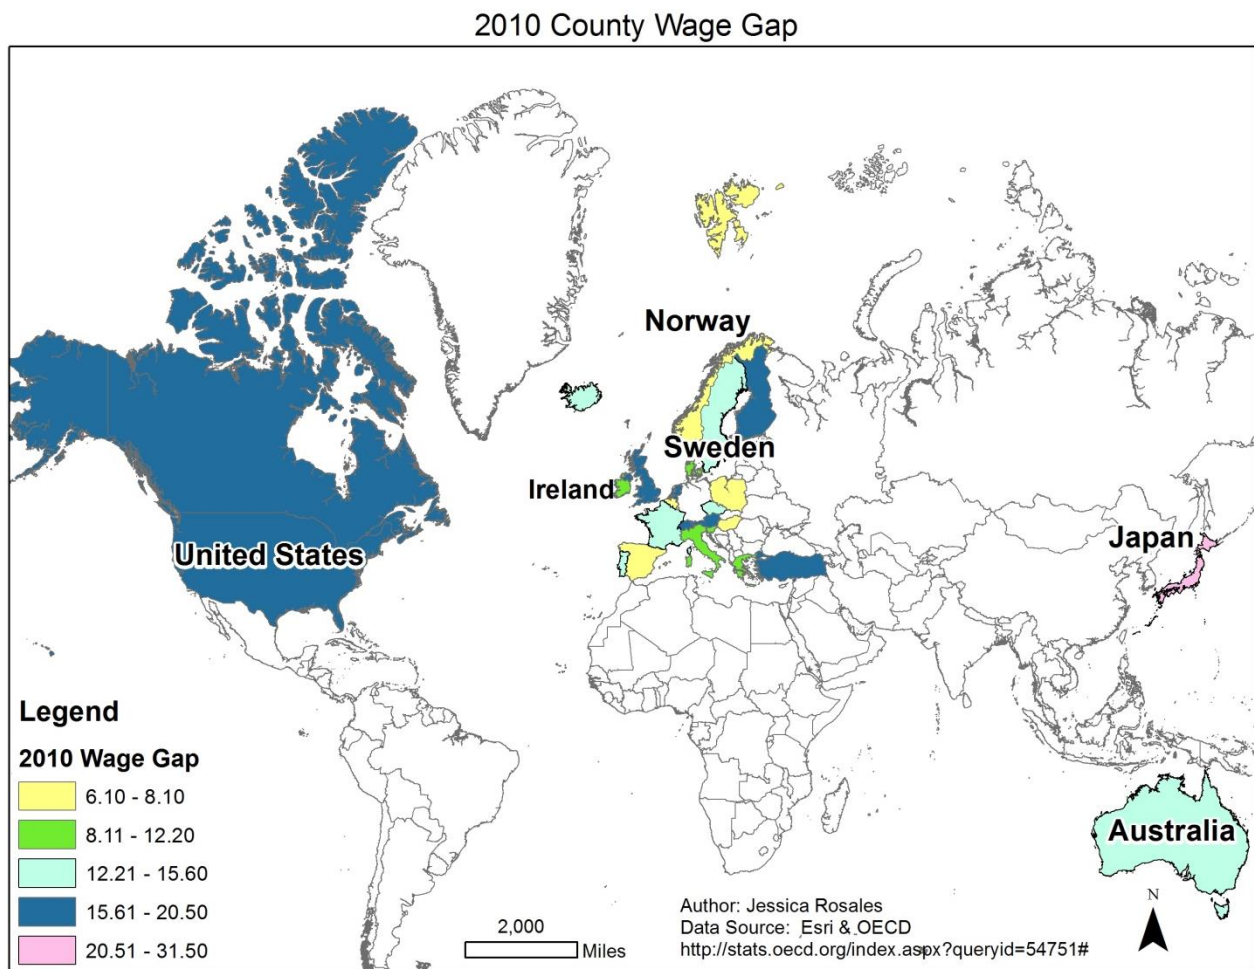 2010 County Wage Gap
Norway
Sweden
Ireland
United States
Japan
Australia
Legend
2010 Wage Gap
6.10 - 8.10
8.11 - 12.20
12.21 - 15.60
15.61 - 20.50
20.51 - 31.50
2,000
Miles
Author: Jessica Rosales
Data Source: Esri & OECD
http://stats.oecd.org/index.aspx?queryid=54751#
N